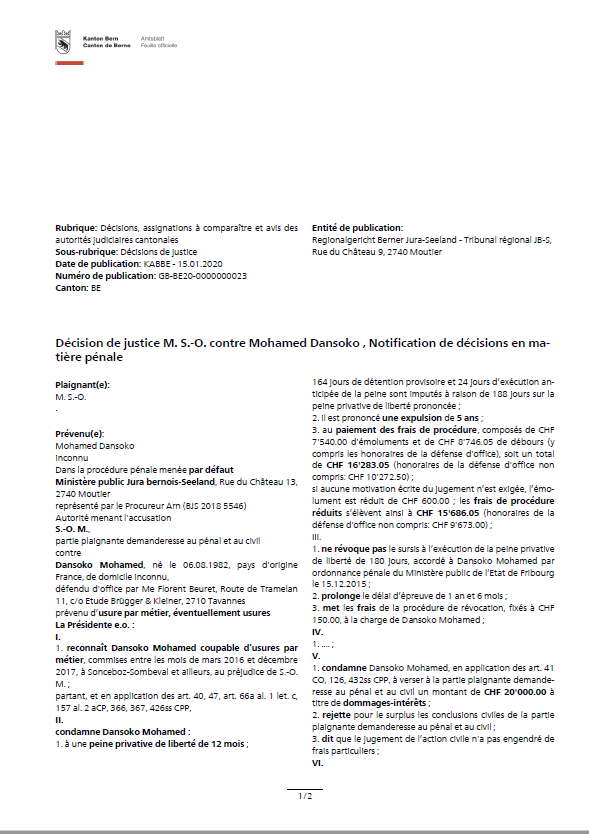 Kanton Bern
Canton de Berne
Amtsblatt
Feuille officielle
Rubrique: Décisions, assignations à comparaître et avis des
autorités judiciaires cantonales
Sous-rubrique: Décisions de justice
Date de publication: KABBE - 15.01.2020
Numéro de publication: GB-BE20-0000000023
Canton: BE
Entité de publication:
Regionalgericht Berner Jura-Seeland - Tribunal régional JB-S,
Rue du Château 9, 2740 Moutier
Décision de justice M. S.-O. contre Mohamed Dansoko , Notification de décisions en ma-
tière pénale
Plaignant(e):
M. S.-O.
.
Prévenu(e):
Mohamed Dansoko
Inconnu
Dans la procédure pénale menée par défaut
Ministère public Jura bernois-Seeland, Rue du Château 13,
2740 Moutier
représenté par le Procureur Arn (BJS 2018 5546)
Autorité menant l'accusation
S.-O. M.,
partie plaignante demanderesse au pénal et au civil
contre
Dansoko Mohamed, né le 06.08.1982, pays d'origine
France, de domicile inconnu,
défendu d'office par Me Florent Beuret, Route de Tramelan
11, c/o Etude Brügger & Kleiner, 2710 Tavannes
prévenu d'usure par métier, éventuellement usures
La Présidente e.o. :
I.
1. reconnaît Dansoko Mohamed coupable d'usures par
métier, commises entre les mois de mars 2016 et décembre
2017, à Sonceboz-Sombeval et ailleurs, au préjudice de S.-O.
M. ;
partant, et en application des art. 40, 47, art. 66a al. 1 let. c,
157 al. 2 aCP, 366, 367, 426ss CPP,
II.
condamne Dansoko Mohamed :
1. à une peine privative de liberté de 12 mois ;
164 jours de détention provisoire et 24 jours d'exécution an-
ticipée de la peine sont imputés à raison de 188 jours sur la
peine privative de liberté prononcée ;
2. il est prononcé une expulsion de 5 ans ;
3. au paiement des frais de procédure, composés de CHF
7'540.00 d'émoluments et de CHF 8'746.05 de débours (y
compris les honoraires de la défense d'office), soit un total
de CHF 16'283.05 (honoraires de la défense d'office non
compris: CHF 10'272.50) ;
si aucune motivation écrite du jugement n'est exigée, l'émo-
lument est réduit de CHF 600.00 ; les frais de procédure
réduits s'élèvent ainsi à CHF 15'686.05 (honoraires de la
défense d'office non compris: CHF 9'673.00) ;
III.
1. ne révoque pas le sursis à l'exécution de la peine privative
de liberté de 180 jours, accordé à Dansoko Mohamed par
ordonnance pénale du Ministère public de l'Etat de Fribourg
le 15.12.2015 ;
2. prolonge le délai d'épreuve de 1 an et 6 mois ;
3. met les frais de la procédure de révocation, fixés à CHF
150.00, à la charge de Dansoko Mohamed ;
IV.
1. .... ;
V.
1. condamne Dansoko Mohamed, en application des art. 41
CO, 126, 432ss CPP, à verser à la partie plaignante demande-
resse au pénal et au civil un montant de CHF 20'000.00 à
titre de dommages-intérêts ;
2. rejette pour le surplus les conclusions civiles de la partie
plaignante demanderesse au pénal et au civil ;
3. dit que le jugement de l'action civile n'a pas engendré de
frais particuliers ;
VI.
1/2